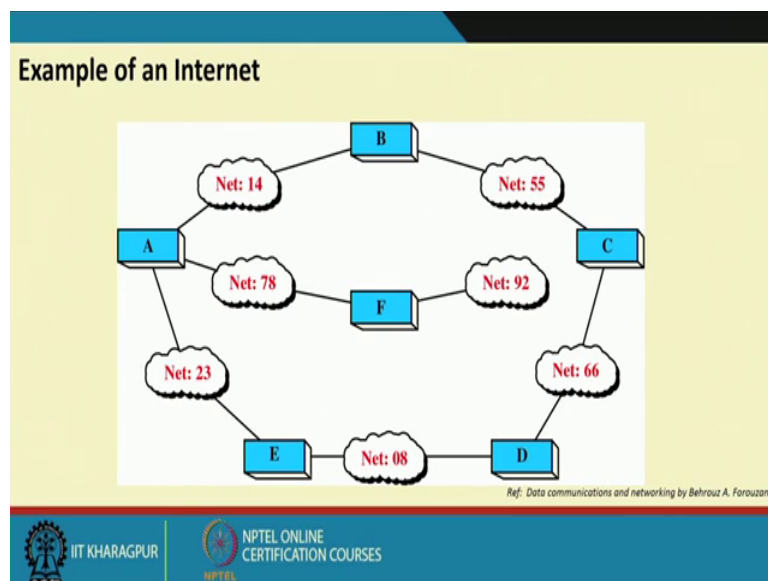 Example of an Internet
B
Net: 14
Net: 55
A
C
Net: 78
Net: 92
F
Net: 23
Net: 66
E
Net: 08
D
Ref: Data communications and networking by Behrouz A. Forouzan
IIT KHARAGPUR
NPTEL ONLINE
CERTIFICATION COURSES
NPTEL